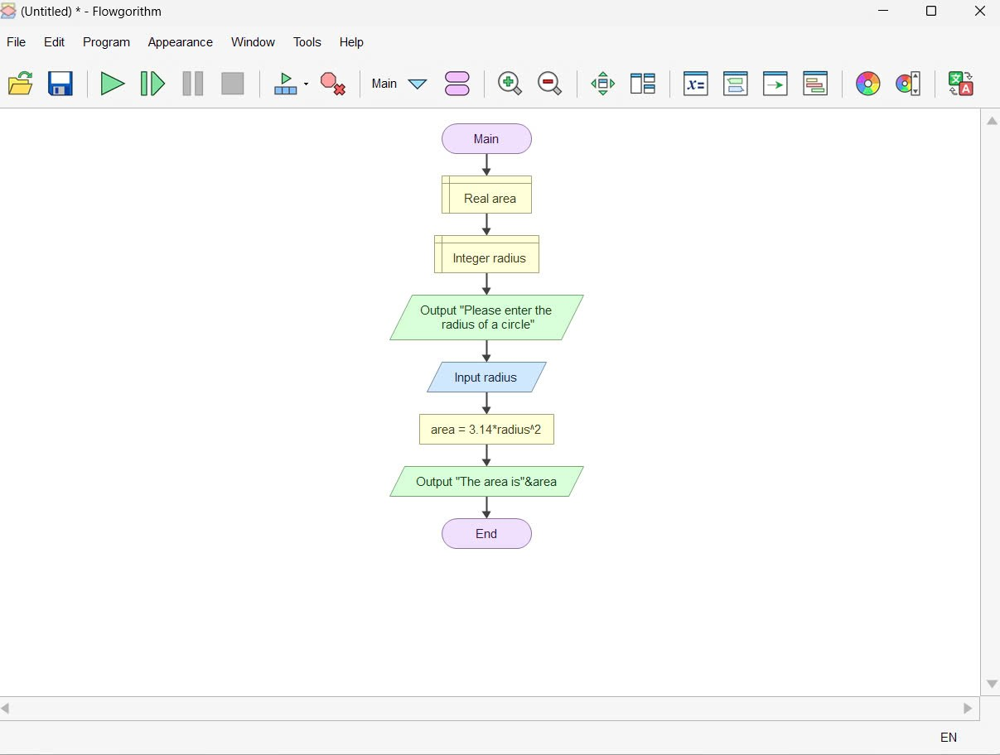 (Untitled) * - Flowgorithm
File Edit Program Appearance Window Tools Help
Main
x=
文 A
Main
Real area
Integer radius
Output "Please enter the
radius of a circle"
Input radius
area = 3.14*radius^2
Output "The area is"&area
End
EN